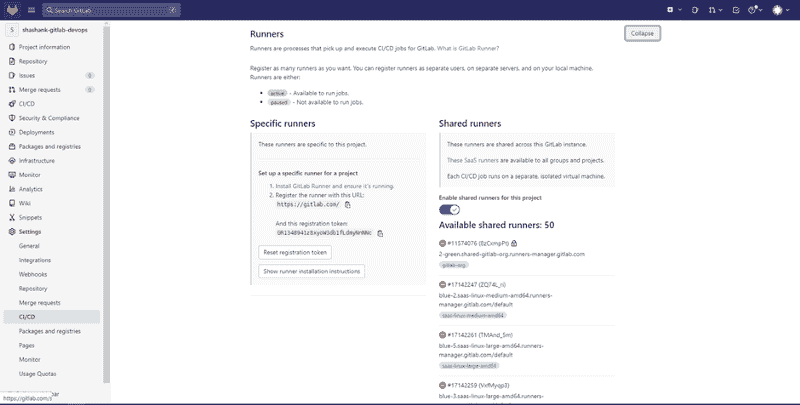 Search GitLab
/
S shashank-gitlab-devops
Project information
Repository
Issues 0
Merge requests 0
CI/CD
Security & Compliance
Deployments
Packages and registries
Infrastructure
Monitor
Analytics
Wiki
Snippets
Settings
General
Integrations
Webhooks
Repository
Merge requests
CI/CD
Packages and registries
Pages
Monitor
Usage Quotas
bar
https://gitlab.com/s
Runners
Collapse
Runners are processes that pick up and execute CI/CD jobs for GitLab. What is GitLab Runner?
Register as many runners as you want. You can register runners as separate users, on separate servers, and on your local machine.
Runners are either:
• active - Available to run jobs.
• paused - Not available to run jobs.
Specific runners
These runners are specific to this project.
Set up a specific runner for a project
1. Install GitLab Runner and ensure it's running.
2. Register the runner with this URL:
https://gitlab.com/
And this registration token:
Reset registration token
Show runner installation instructions
Shared runners
These runners are shared across this GitLab instance.
These SaaS runners are available to all groups and projects.
Each CI/CD job runs on a separate, isolated virtual machine.
Enable shared runners for this project
Available shared runners: 50
#11574076 (8zCxmpPt)
2-green.shared-gitlab-org.runners-manager.gitlab.com
gitlab-org
#17142247 (ZQ74L_ri)
blue-2.saas-linux-medium-amd64.runners-
manager.gitlab.com/default
saas-linux-medium-amd64
#17142261 (TMAnd_5m)
blue-5.saas-linux-large-amd64.runners-
manager.gitlab.com/default
saas-linux-large-amd64
#17142259 (VxfMyqp3)
blue-3.saas-linux-large-amd64.runners-